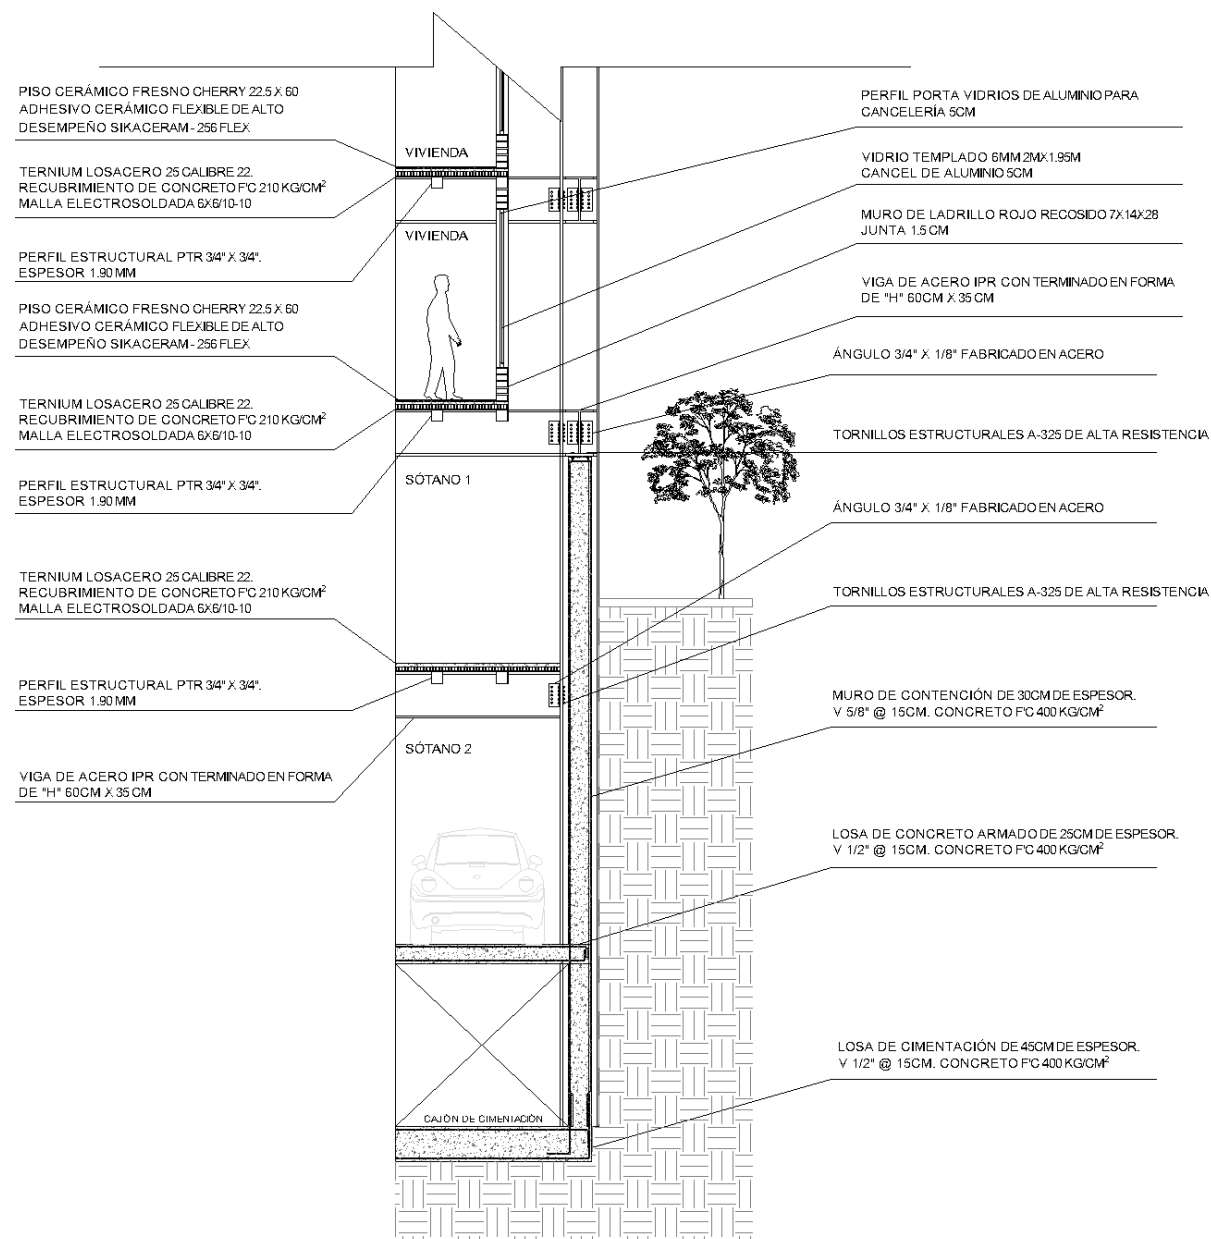 PISO CERÁMICO FRESNO CHERRY 22.5 X 60
ADHESIVO CERÁMICO FLEXIBLE DE ALTO
DESEMPEÑO SIKACERAM - 256 FLEX
TERNIUM LOSACERO 25 CALIBRE 22.
RECUBRIMIENTO DE CONCRETO F'C 210 KG/CM²
MALLA ELECTROSOLDADA 6X6/10-10
PERFIL ESTRUCTURAL PTR 3/4" X 3/4".
ESPESOR 1.90 MM
PISO CERÁMICO FRESNO CHERRY 22.5 X 60
ADHESIVO CERÁMICO FLEXIBLE DE ALTO
DESEMPEÑO SIKACERAM - 256 FLEX
TERNIUM LOSACERO 25 CALIBRE 22.
RECUBRIMIENTO DE CONCRETO F'C 210 KG/CM²
MALLA ELECTROSOLDADA 6X6/10-10
PERFIL ESTRUCTURAL PTR 3/4" X 3/4".
ESPESOR 1.90 MM
TERNIUM LOSACERO 25 CALIBRE 22.
RECUBRIMIENTO DE CONCRETO F'C 210 KG/CM²
MALLA ELECTROSOLDADA 6X6/10-10
PERFIL ESTRUCTURAL PTR 3/4" X 3/4".
ESPESOR 1.90 MM
VIGA DE ACERO IPR CON TERMINADO EN FORMA
DE "H" 60CM X 35 CM
VIVIENDA
VIVIENDA
SÓTANO 1
SÓTANO 2
CAJÓN DE CIMENTACIÓN
PERFIL PORTA VIDRIOS DE ALUMINIO PARA
CANCELERÍA 5CM
VIDRIO TEMPLADO 6MM 2MX1.95M
CANCEL DE ALUMINIO 5CM
MURO DE LADRILLO ROJO RECOSIDO 7X14X28
JUNTA 1.5 CM
VIGA DE ACERO IPR CON TERMINADO EN FORMA
DE "H" 60CM X 35 CM
ÁNGULO 3/4" X 1/8" FABRICADO EN ACERO
TORNILLOS ESTRUCTURALES A-325 DE ALTA RESISTENCIA
ÁNGULO 3/4" X 1/8" FABRICADO EN ACERO
TORNILLOS ESTRUCTURALES A-325 DE ALTA RESISTENCIA
MURO DE CONTENCIÓN DE 30CM DE ESPESOR.
V 5/8" @ 15CM. CONCRETO F'C 400 KG/CM²
LOSA DE CONCRETO ARMADO DE 25CM DE ESPESOR.
V 1/2" @ 15CM. CONCRETO F'C 400 KG/CM²
LOSA DE CIMENTACIÓN DE 45CM DE ESPESOR.
V 1/2" @ 15CM. CONCRETO F'C 400 KG/CM²